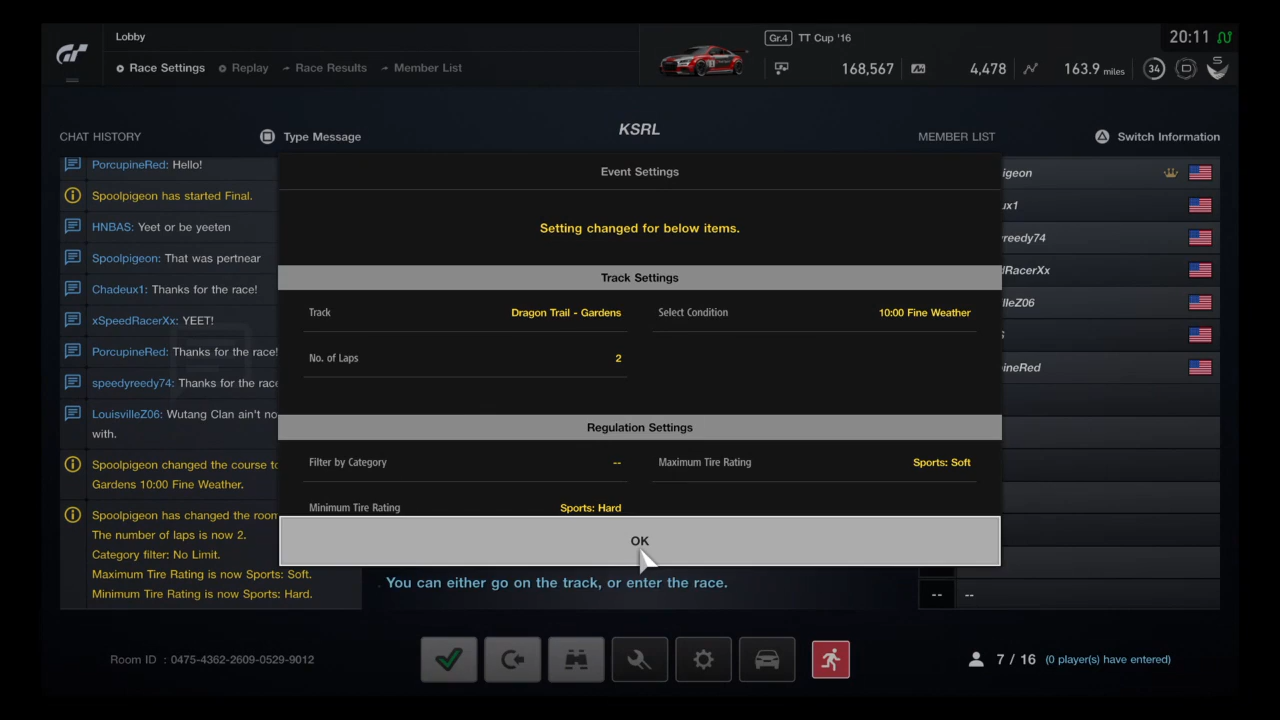 Lobby
Gr.4 TT Cup '16
20:11
Race Settings Replay Race Results Member List
168,567 4,478 163.9 miles 34 S
CHAT HISTORY Type Message
KSRL
MEMBER LIST Switch Information
PorcupineRed: Hello!
Spoolpigeon has started Final.
HNBAS: Yeet or be yeeten
Spoolpigeon: That was pertnear
Chadeux1: Thanks for the race!
xSpeedRacerXx: YEET!
PorcupineRed: Thanks for the race!
speedyreedy74: Thanks for the race
LouisvilleZ06: Wutang Clan ain't no
with.
Spoolpigeon changed the course to
Gardens 10:00 Fine Weather.
Spoolpigeon has changed the room
The number of laps is now 2.
Category filter: No Limit.
Maximum Tire Rating is now Sports: Soft.
Minimum Tire Rating is now Sports: Hard.
Event Settings
Setting changed for below items.
Track Settings
Track Dragon Trail - Gardens Select Condition 10:00 Fine Weather
No. of Laps 2
Regulation Settings
Filter by Category -- Maximum Tire Rating Sports: Soft
Minimum Tire Rating Sports: Hard
OK
You can either go on the track, or enter the race.
igeon
ux1
reedy74
RacerXx
lleZ06
S
ineRed
-- --
Room ID : 0475-4362-2609-0529-9012
7 / 16 (0 player(s) have entered)